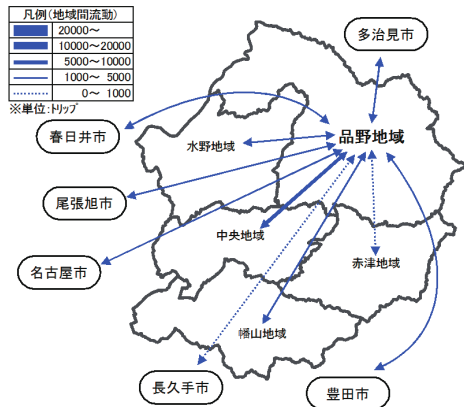 凡例(地域間流動)
20000～
10000～20000
5000～10000
1000～ 5000
0～ 1000
※単位:トリップ
多治見市
春日井市
水野地域
品野地域
尾張旭市
中央地域
赤津地域
名古屋市
幡山地域
長久手市
豊田市